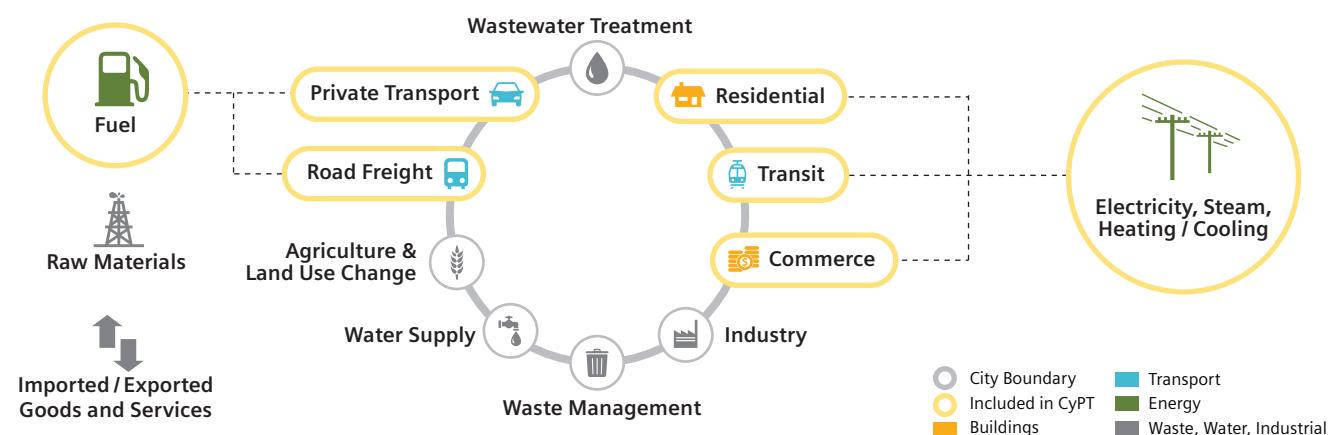 Wastewater Treatment
Fuel
Private Transport
Residential
Road Freight
Transit
Electricity, Steam,
Heating / Cooling
Raw Materials
Agriculture &
Land Use Change
$ Commerce
Water Supply
Industry
Imported / Exported
Goods and Services
Waste Management
City Boundary
Included in CyPT
Buildings
Transport
Energy
Waste, Water, Industrial